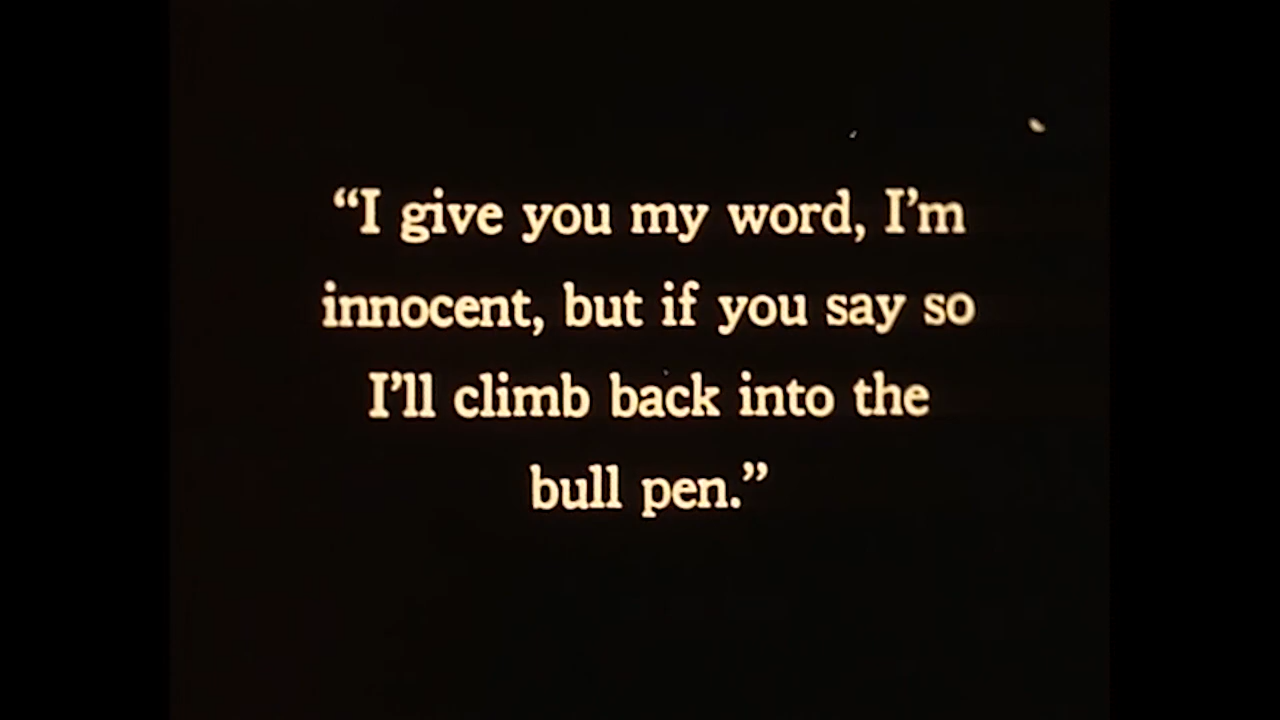 “I give you my word, I’m
innocent, but if you say so
I’ll climb back into the
bull pen.”